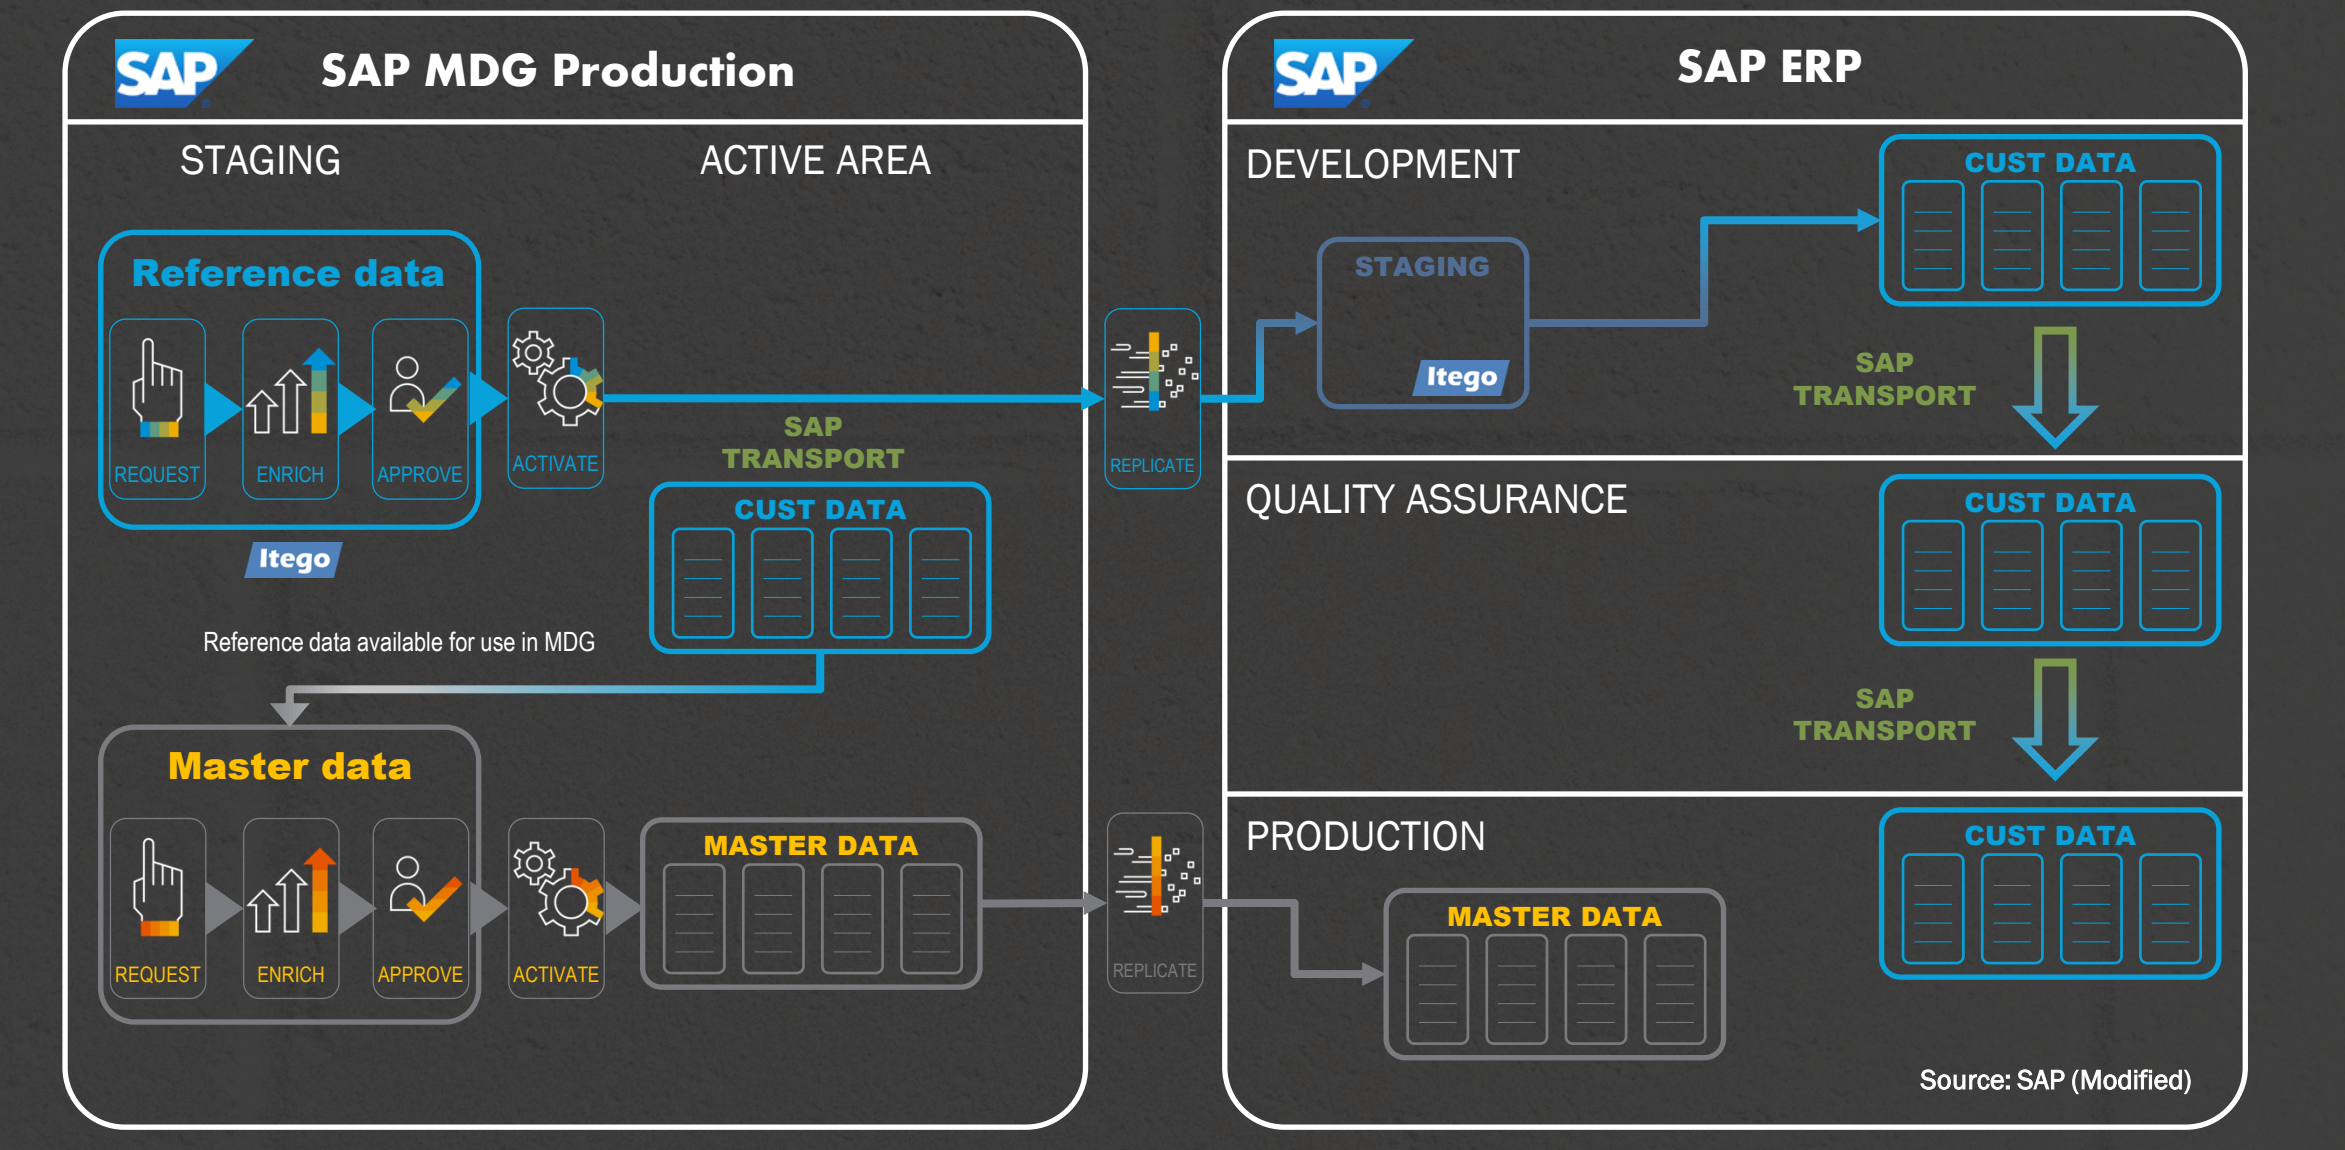 SAP
SAP MDG Production
STAGING
ACTIVE AREA
Reference data
REQUEST
ENRICH
APPROVE
ACTIVATE
Itego
SAP
TRANSPORT
CUST DATA
Reference data available for use in MDG
Master data
REQUEST
ENRICH
APPROVE
ACTIVATE
MASTER DATA
REPLICATE
REPLICATE
SAP
SAP ERP
DEVELOPMENT
STAGING
Itego
CUST DATA
SAP
TRANSPORT
QUALITY ASSURANCE
CUST DATA
SAP
TRANSPORT
PRODUCTION
MASTER DATA
CUST DATA
Source: SAP (Modified)